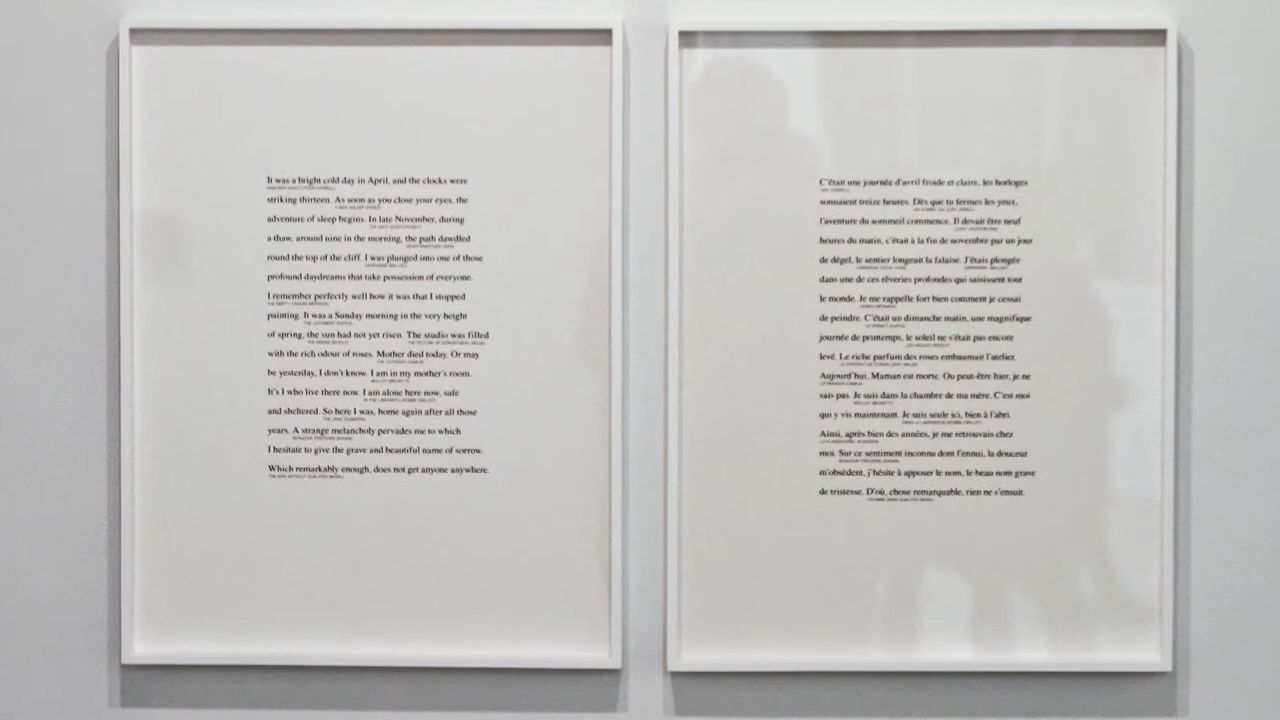 It was a bright cold day in April, and the clocks were
striking thirteen. As soon as you close your eyes, the
adventure of sleep begins. In late November, during
a thaw, around nine in the morning, the path dawdled
round the top of the cliff. I was plunged into one of those
profound daydreams that take possession of everyone.
I remember perfectly well how it was that I stopped
painting. It was a Sunday morning in the very height
of spring, the sun had not yet risen. The studio was filled
with the rich odour of roses. Mother died today. Or may
be yesterday, I don't know. I am in my mother's room.
It's I who live there now. I am alone here now, safe
and sheltered. So here I was, home again after all those
years. A strange melancholy pervades me to which
I hesitate to give the grave and beautiful name of sorrow.
Which remarkably enough, does not get anyone anywhere.
C'était une journée d'avril froide et claire, les horloges
sonnaient treize heures. Dès que tu fermes les yeux,
l'aventure du sommeil commence. Il devait être neuf
heures du matin, c'était à la fin de novembre par un jour
de dégel, le sentier longeait la falaise. J'étais plongée
dans une de ces rêveries profondes qui saisissent tout
le monde. Je me rappelle fort bien comment je cessai
de peindre. C'était un dimanche matin, une magnifique
journée de printemps, le soleil ne s'était pas encore
levé. Le riche parfum des roses embaumait l'atelier.
Aujourd'hui, Maman est morte. Ou peut-être hier, je ne
sais pas. Je suis dans la chambre de ma mère. C'est moi
qui y vis maintenant. Je suis seule ici, bien à l'abri.
Ainsi, après bien des années, je me retrouvais chez
moi. Sur ce sentiment inconnu dont l'ennui, la douceur
m'obsèdent, j'hésite à apposer le nom, le beau nom grave
de tristesse. D'où, chose remarquable, rien ne s'ensuit.